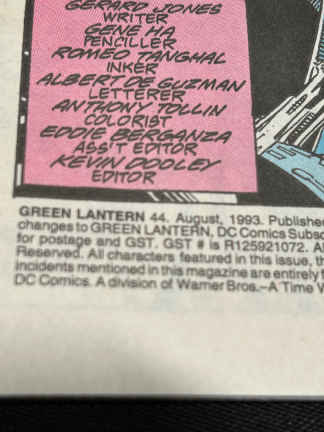 GERARD JONES
WRITER
GENE HA
PENCILLER
ROMEO TANGHAL
INKER
ALBERT DE GUZMAN
LETTERER
ANTHONY TOLLIN
COLORIST
EDDIE BERGANZA
ASS'T EDITOR
KEVIN DOOLEY
EDITOR
GREEN LANTERN 44. August, 1993. Publishe
changes to GREEN LANTERN, DC Comics Subsc
for postage and GST. GST # is R125921072. Al
Reserved. All characters featured in this issue, th
incidents mentioned in this magazine are entirely f
DC Comics. A division of Warner Bros.–A Time W